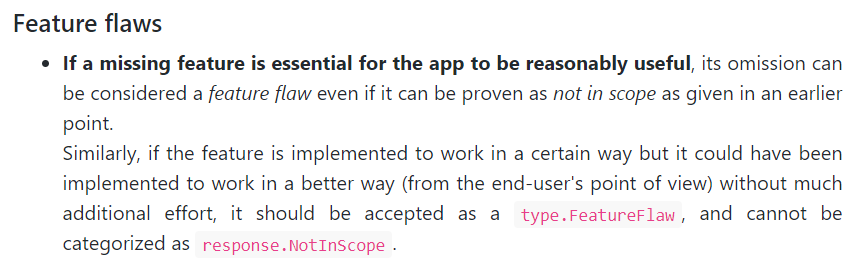 Feature flaws
• If a missing feature is essential for the app to be reasonably useful, its omission can
be considered a feature flaw even if it can be proven as not in scope as given in an earlier
point.
Similarly, if the feature is implemented to work in a certain way but it could have been
implemented to work in a better way (from the end-user's point of view) without much
additional effort, it should be accepted as a type.FeatureFlaw, and cannot be
categorized as response.NotInScope.